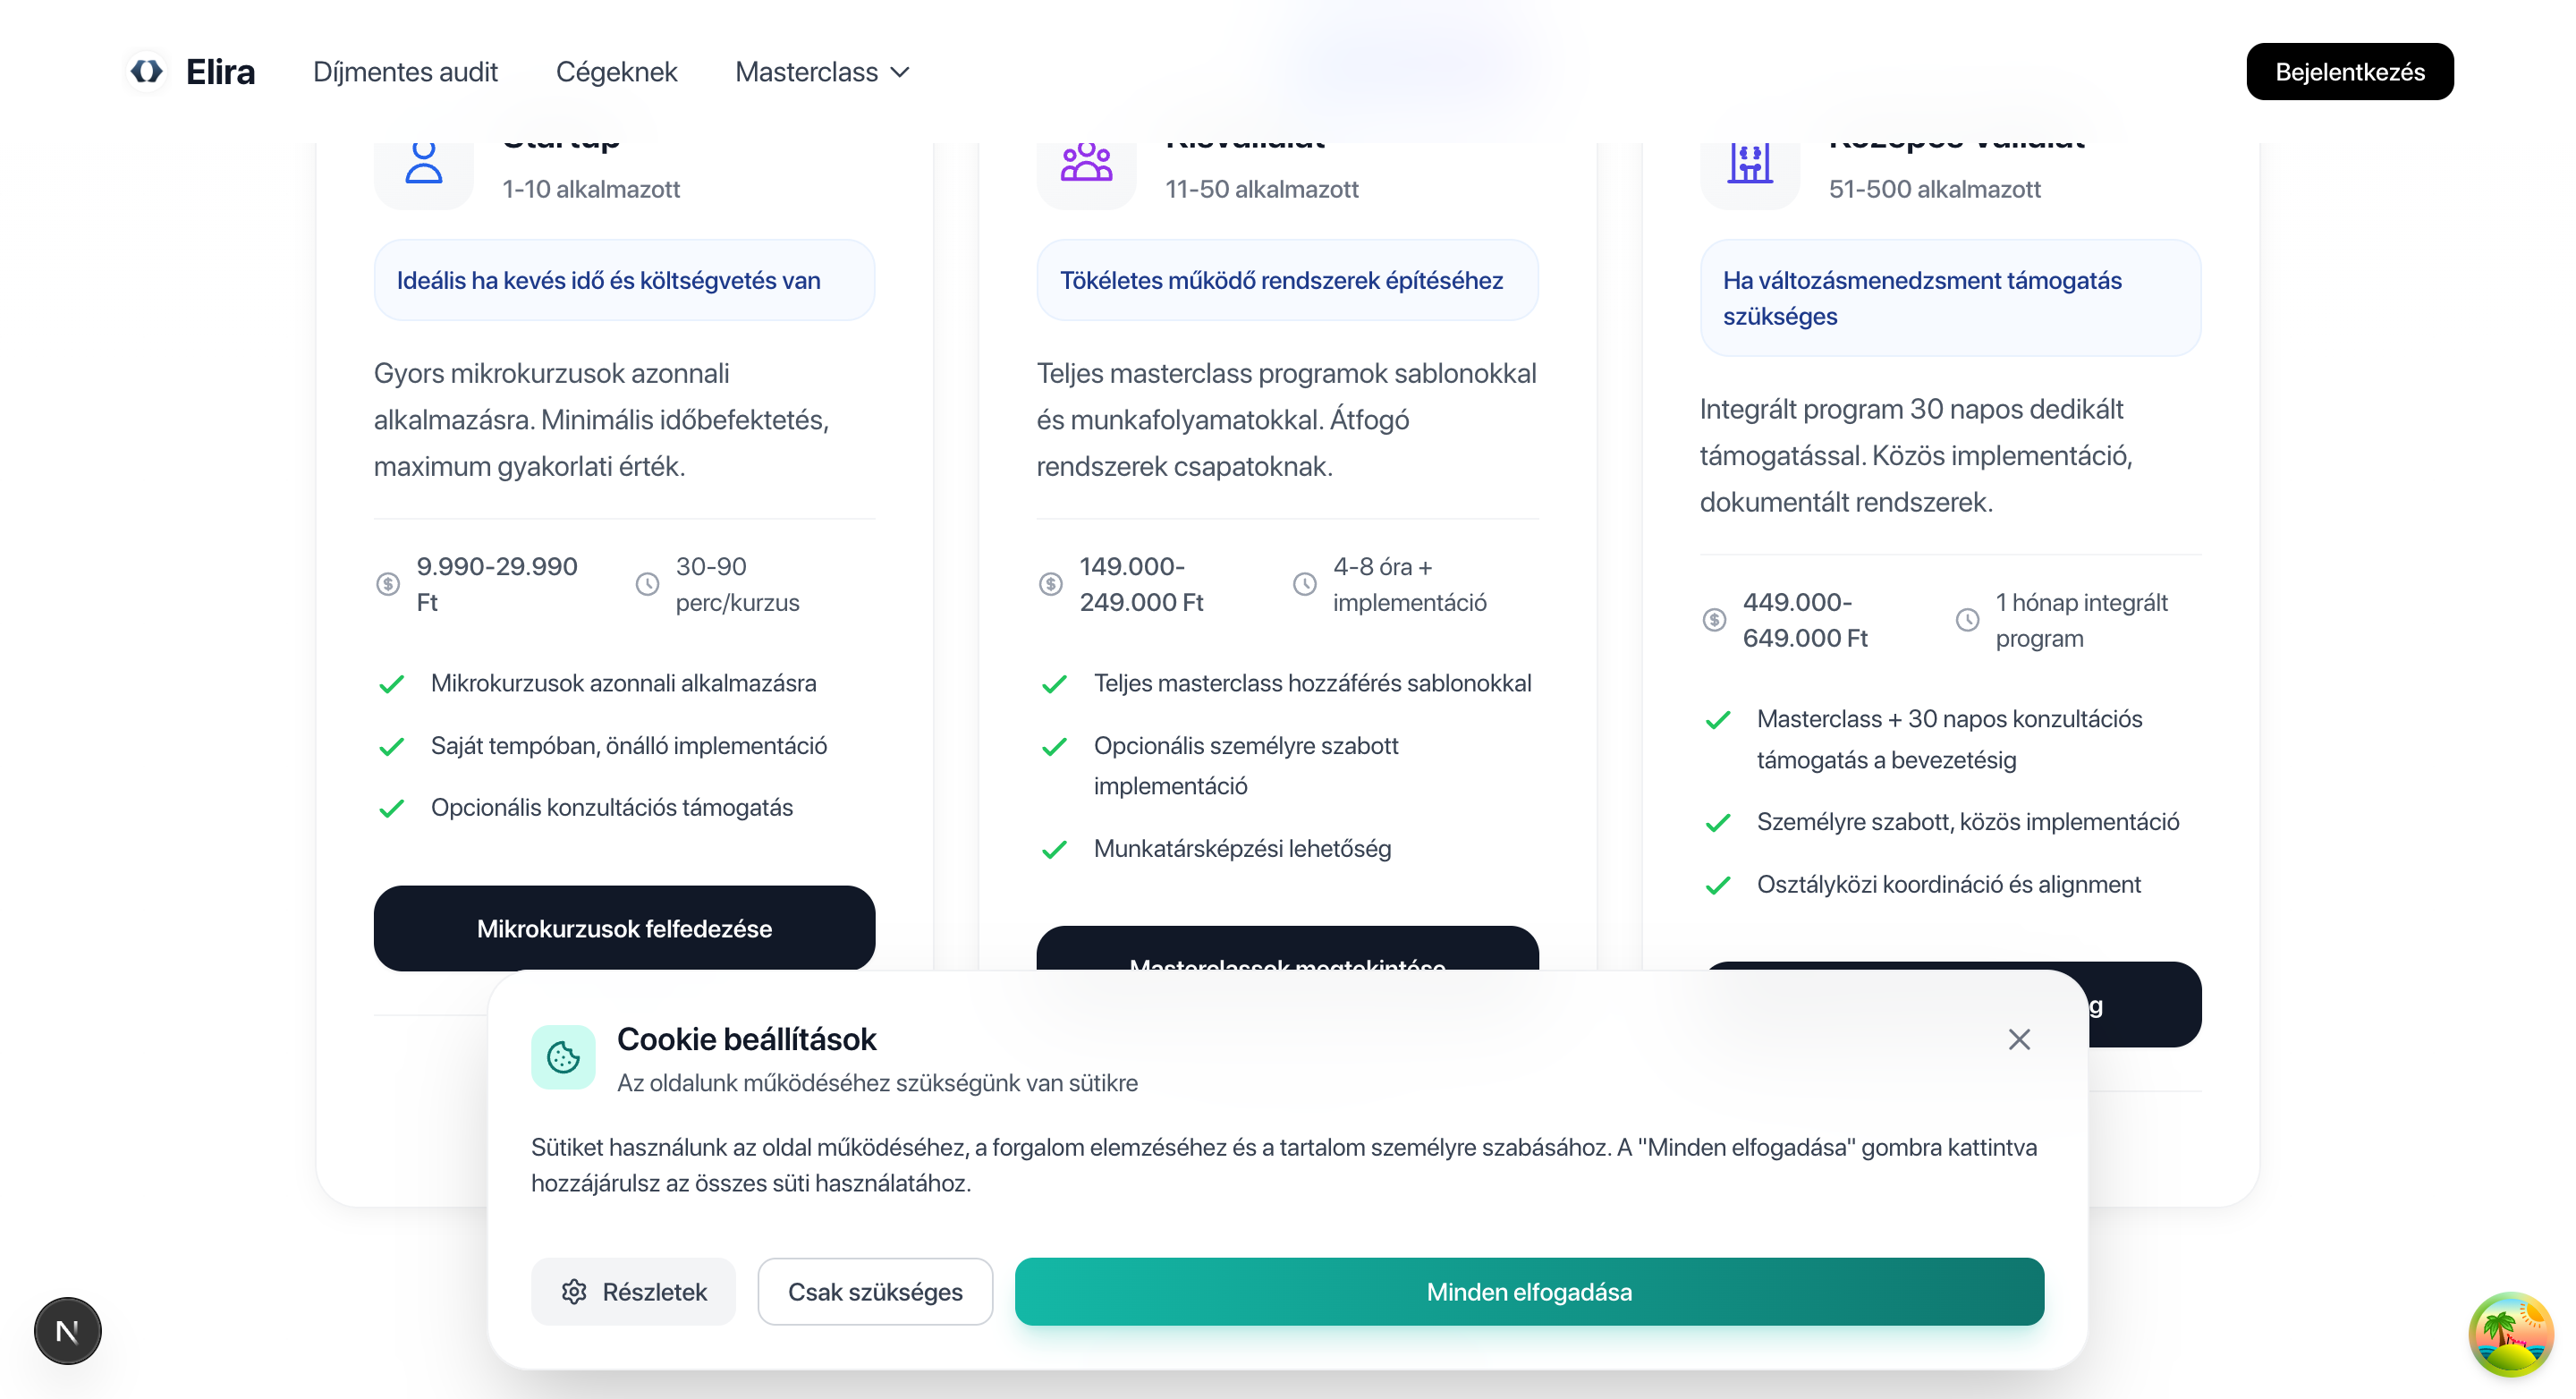 Elira
Díjmentes audit
Cégeknek
Masterclass
Bejelentkezés
Startup
1-10 alkalmazott
Ideális ha kevés idő és költségvetés van
Gyors mikrokurzusok azonnali
alkalmazásra. Minimális időbefektetés,
maximum gyakorlati érték.
9.990-29.990
Ft
30-90
perc/kurzus
Mikrokurzusok azonnali alkalmazásra
Saját tempóban, önálló implementáció
Opcionális konzultációs támogatás
Mikrokurzusok felfedezése
Kisvállalat
11-50 alkalmazott
Tökéletes működő rendszerek építéséhez
Teljes masterclass programok sablonokkal
és munkafolyamatokkal. Átfogó
rendszerek csapatoknak.
149.000-
249.000 Ft
4-8 óra +
implementáció
Teljes masterclass hozzáférés sablonokkal
Opcionális személyre szabott
implementáció
Munkatársképzési lehetőség
Masterclassok megtekintése
Közepes vállalat
51-500 alkalmazott
Ha változásmenedzsment támogatás
szükséges
Integrált program 30 napos dedikált
támogatással. Közös implementáció,
dokumentált rendszerek.
449.000-
649.000 Ft
1 hónap integrált
program
Masterclass + 30 napos konzultációs
támogatás a bevezetésig
Személyre szabott, közös implementáció
Osztályközi koordináció és alignment
Cookie beállítások
Az oldalunk működéséhez szükségünk van sütikre
Sütiket használunk az oldal működéséhez, a forgalom elemzéséhez és a tartalom személyre szabásához. A "Minden elfogadása" gombra kattintva
hozzájárulsz az összes süti használatához.
Részletek
Csak szükséges
Minden elfogadása
N